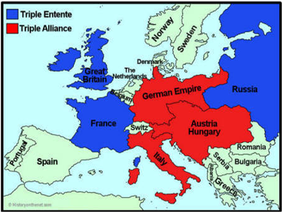 Triple Entente
Triple Alliance
Norway
Sweden
Denmark
Great
Britain
The
Netherlands
Belgium
German Empire
Russia
France
Switz
Austria
Hungary
Italy
Portugal
Spain
Romania
Serbia
Bulgaria
Greece